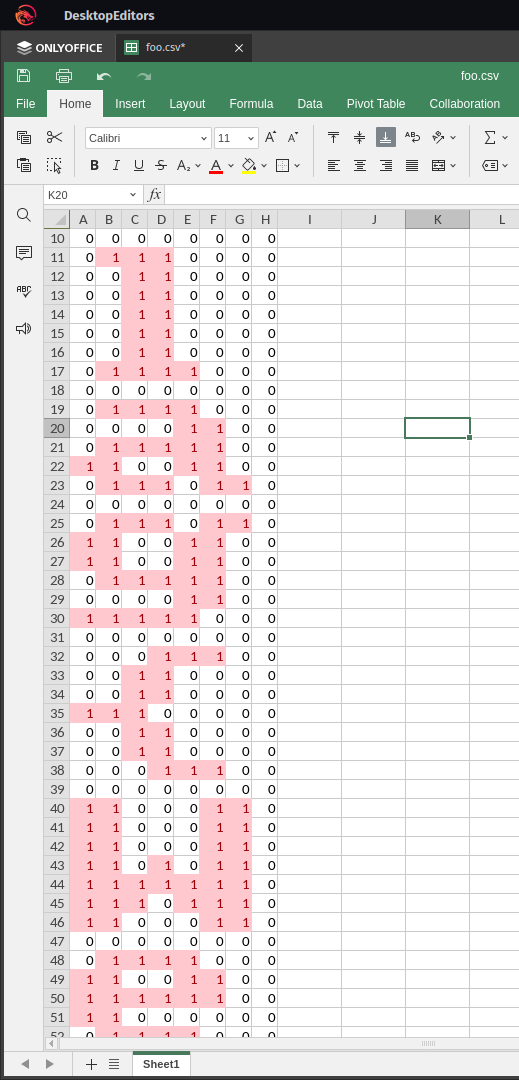 DesktopEditors
ONLYOFFICE foo.csv* ×
foo.csv
File Home Insert Layout Formula Data Pivot Table Collaboration
Calibri 11
K20 fx
A B C D E F G H I J K L
10 0 0 0 0 0 0 0 0
11 0 1 1 1 0 0 0 0
12 0 0 1 1 0 0 0 0
13 0 0 1 1 0 0 0 0
14 0 0 1 1 0 0 0 0
15 0 0 1 1 0 0 0 0
16 0 0 1 1 0 0 0 0
17 0 1 1 1 1 0 0 0
18 0 0 0 0 0 0 0 0
19 0 1 1 1 1 0 0 0
20 0 0 0 0 1 1 0 0
21 0 1 1 1 1 1 0 0
22 1 1 0 0 1 1 0 0
23 0 1 1 1 0 1 1 0
24 0 0 0 0 0 0 0 0
25 0 1 1 1 0 1 1 0
26 1 1 0 0 1 1 0 0
27 1 1 0 0 1 1 0 0
28 0 1 1 1 1 1 0 0
29 0 0 0 0 1 1 0 0
30 1 1 1 1 1 0 0 0
31 0 0 0 0 0 0 0 0
32 0 0 0 1 1 1 0 0
33 0 0 1 1 0 0 0 0
34 0 0 1 1 0 0 0 0
35 1 1 1 0 0 0 0 0
36 0 0 1 1 0 0 0 0
37 0 0 1 1 0 0 0 0
38 0 0 0 1 1 1 0 0
39 0 0 0 0 0 0 0 0
40 1 1 0 0 0 1 1 0
41 1 1 0 0 0 1 1 0
42 1 1 0 0 0 1 1 0
43 1 1 0 1 0 1 1 0
44 1 1 1 1 1 1 1 0
45 1 1 1 0 1 1 1 0
46 1 1 0 0 0 1 1 0
47 0 0 0 0 0 0 0 0
48 0 1 1 1 1 0 0 0
49 1 1 0 0 1 1 0 0
50 1 1 1 1 1 1 0 0
51 1 1 0 0 0 0 0 0
52 0 1 1 1 1 0 0 0
Sheet1